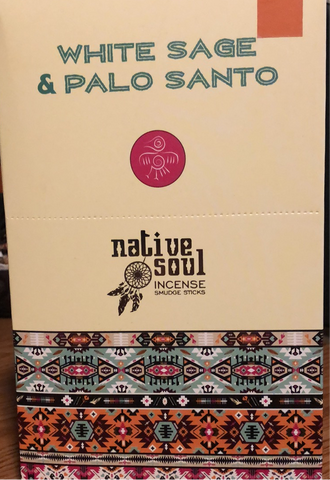 WHITE SAGE
& PALO SANTO
native
soul
INCENSE
SMUDGE STICKS